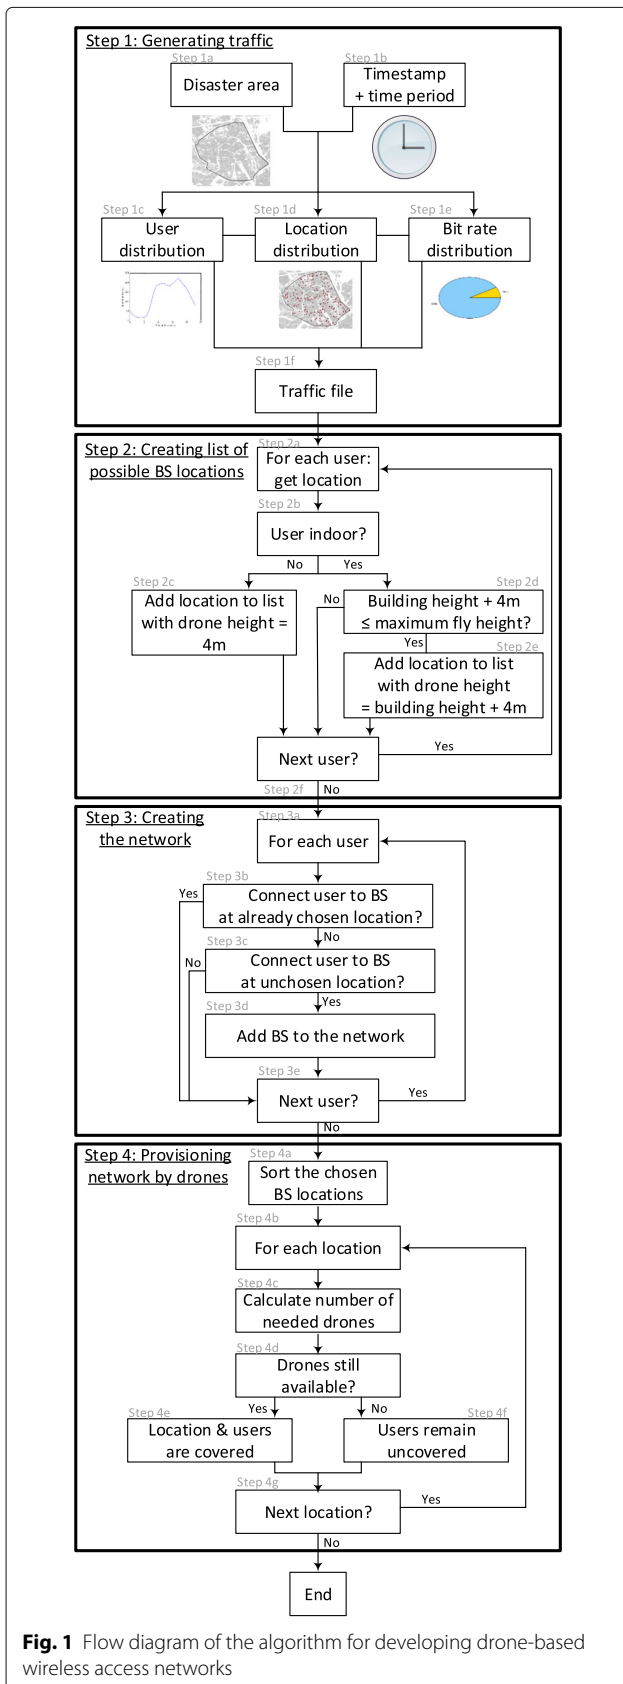 Step 1: Generating traffic
Step 1a
Disaster area
Step 1b
Timestamp
+ time period
Step 1c
User
distribution
Step 1d
Location
distribution
Step 1e
Bit rate
distribution
Step 1f
Traffic file
Step 2: Creating list of
possible BS locations
Step 2a
For each user:
get location
Step 2b
User indoor?
No
Yes
Step 2c
Add location to list
with drone height =
4m
Step 2d
No
Building height + 4m
≤ maximum fly height?
Yes
Step 2e
Add location to list
with drone height
= building height + 4m
Next user?
Yes
Step 2f
No
Step 3: Creating
the network
Step 3a
For each user
Step 3b
Yes
Connect user to BS
at already chosen location?
No
Step 3c
No
Connect user to BS
at unchosen location?
Yes
Step 3d
Add BS to the network
Step 3e
Next user?
Yes
No
Step 4: Provisioning
network by drones
Step 4a
Sort the chosen
BS locations
Step 4b
For each location
Step 4c
Calculate number of
needed drones
Step 4d
Drones still
available?
Yes
No
Step 4e
Location & users
are covered
Step 4f
Users remain
uncovered
Step 4g
Next location?
Yes
No
End
Fig. 1 Flow diagram of the algorithm for developing drone-based
wireless access networks